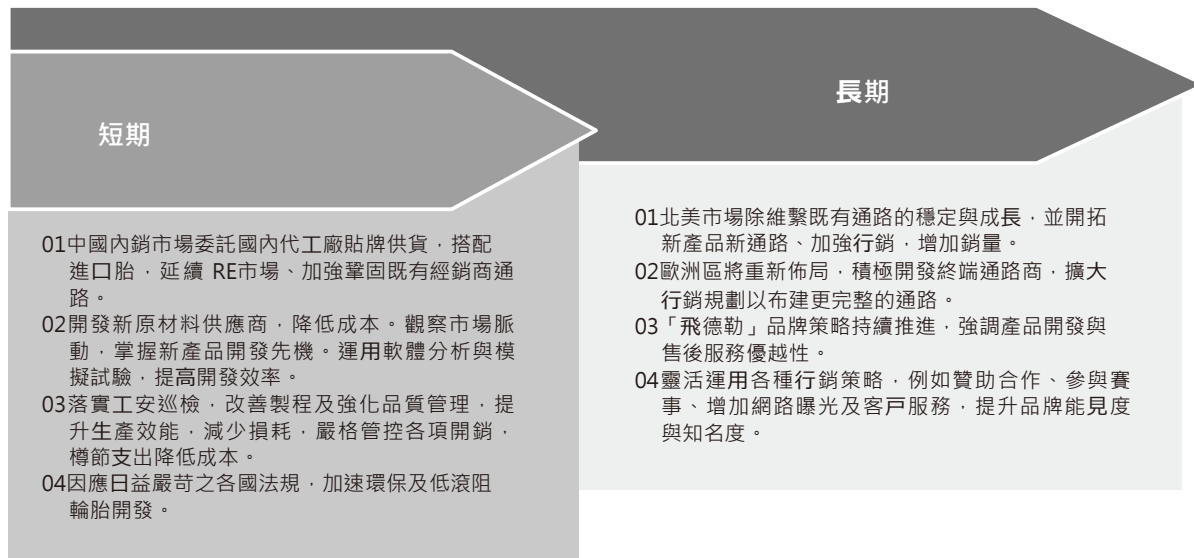 短期
01中國內銷市場委託國內代工廠貼牌供貨，搭配
進口胎，延續 RE市場、加強鞏固既有經銷商通
路。
02開發新原材料供應商，降低成本。觀察市場脈
動，掌握新產品開發先機。運用軟體分析與模
擬試驗，提高開發效率。
03落實工安巡檢，改善製程及強化品質管理，提
升生產效能，減少損耗，嚴格管控各項開銷，
樽節支出降低成本。
04因應日益嚴苛之各國法規，加速環保及低滾阻
輪胎開發。
長期
01北美市場除維繫既有通路的穩定與成長，並開拓
新產品新通路、加強行銷，增加銷量。
02歐洲區將重新佈局，積極開發終端通路商，擴大
行銷規劃以布建更完整的通路。
03「飛德勒」品牌策略持續推進，強調產品開發與
售後服務優越性。
04靈活運用各種行銷策略，例如贊助合作、參與賽
事、增加網路曝光及客戶服務，提升品牌能見度
與知名度。